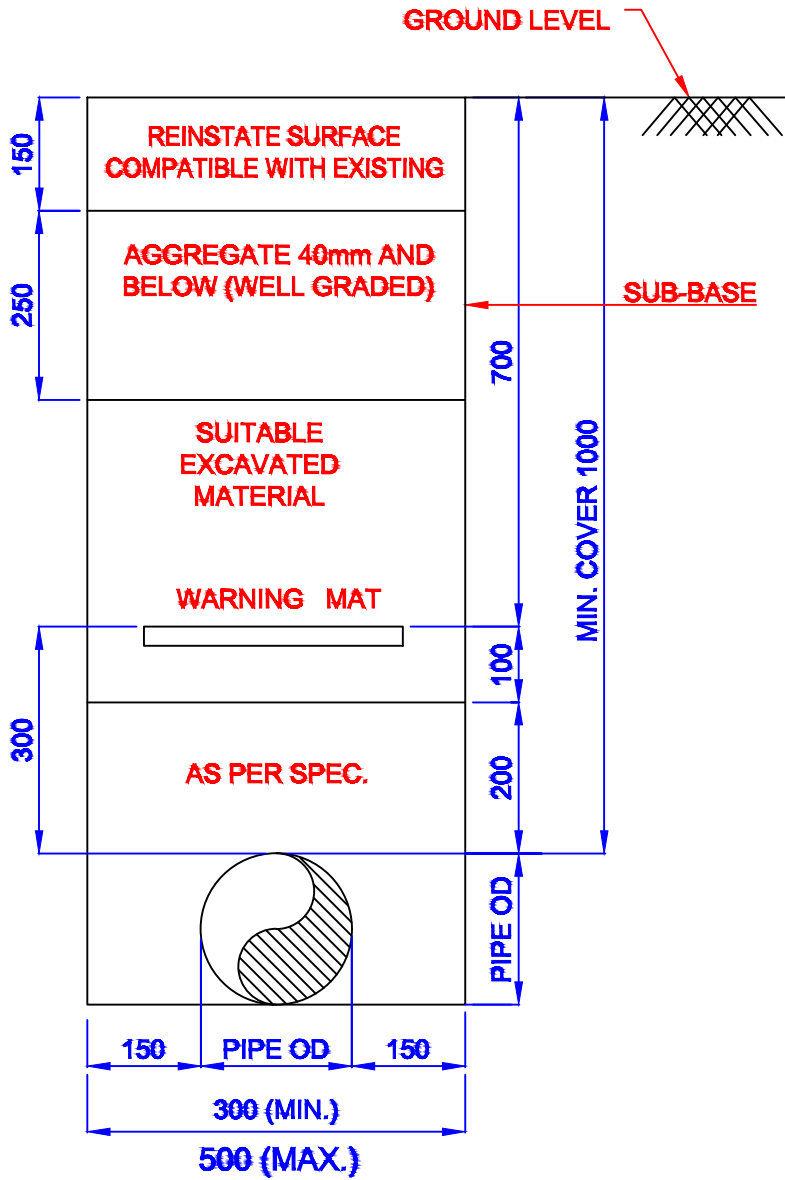 GROUND LEVEL
150
REINSTATE SURFACE
COMPATIBLE WITH EXISTING
250
AGGREGATE 40mm AND
BELOW (WELL GRADED)
SUB-BASE
700
MIN. COVER 1000
SUITABLE
EXCAVATED
MATERIAL
WARNING MAT
300
100
AS PER SPEC.
200
PIPE OD
150
PIPE OD
150
300 (MIN.)
500 (MAX.)